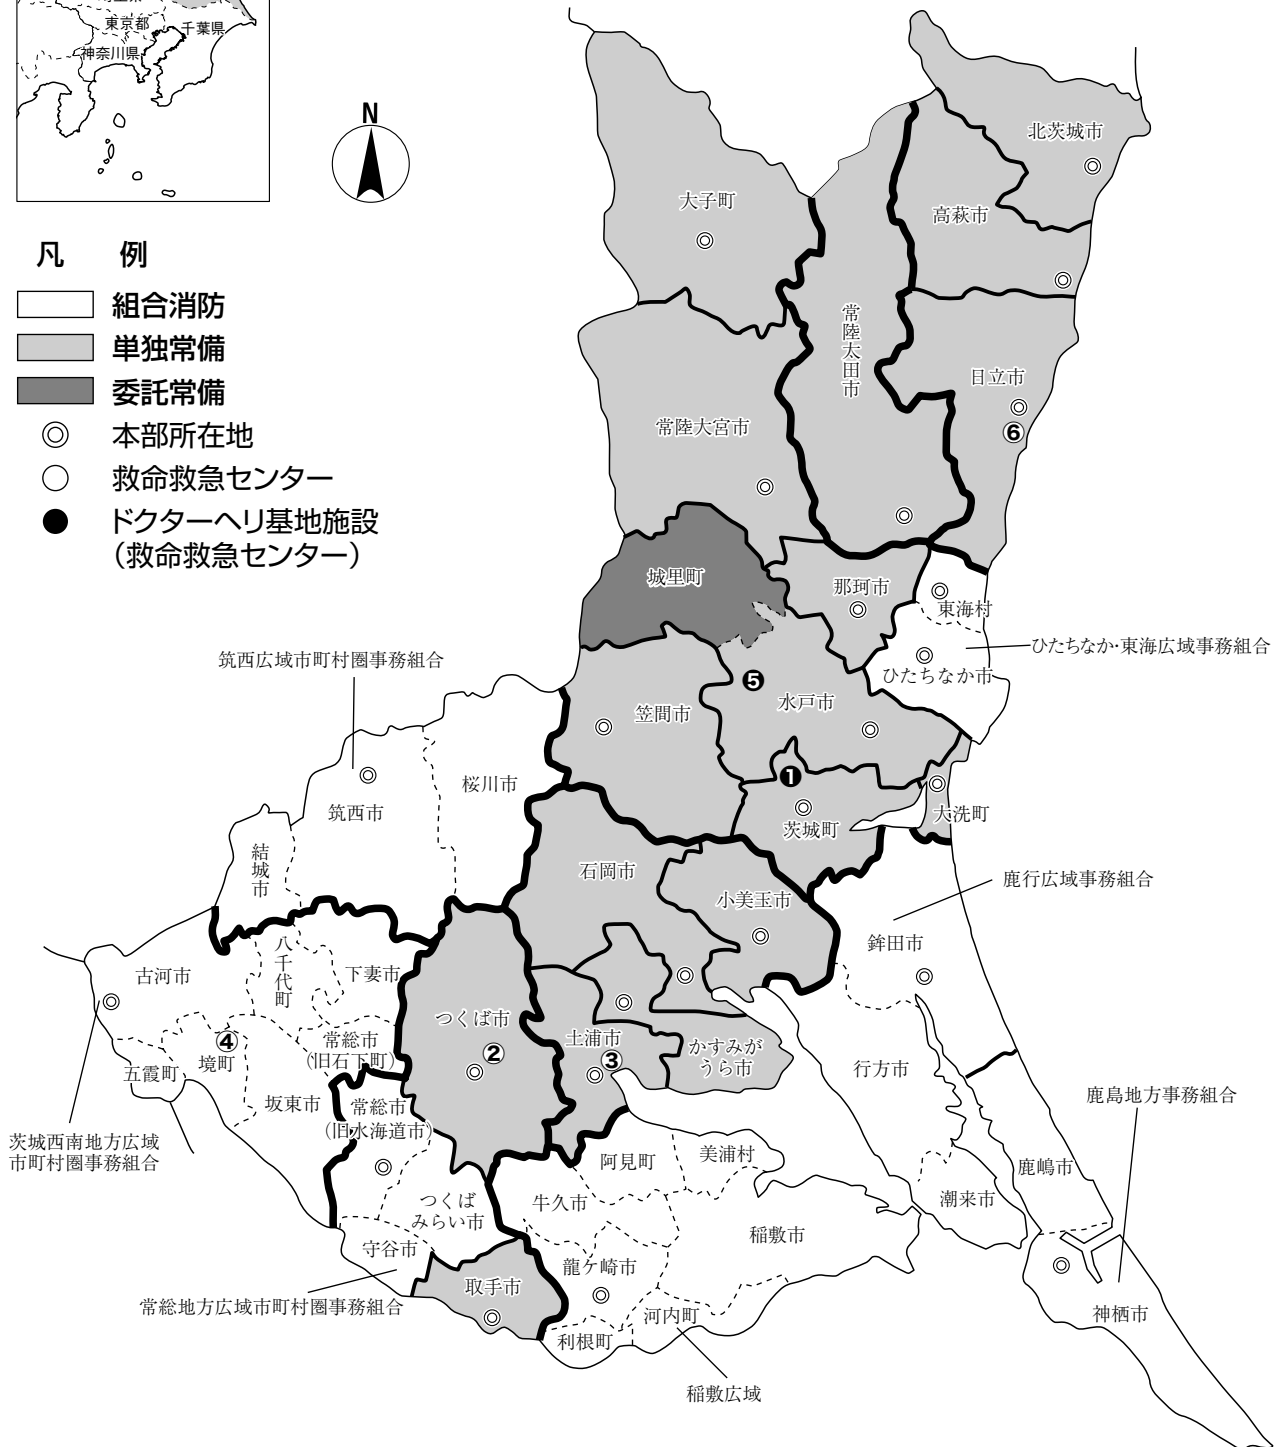 東京都
千葉県
神奈川県
N
凡 例
組合消防
単独常備
委託常備
本部所在地
救命救急センター
ドクターヘリ基地施設
（救命救急センター）
北茨城市
大子町
高萩市
常陸太田市
日立市
⑥
常陸大宮市
城里町
那珂市
東海村
ひたちなか・東海広域事務組合
ひたちなか市
筑西広域市町村圏事務組合
❺
水戸市
笠間市
桜川市
❶
筑西市
茨城町
大洗町
結城市
石岡市
小美玉市
鹿行広域事務組合
鉾田市
八千代町
古河市
下妻市
つくば市
②
土浦市
③
かすみが
うら市
④
境町
常総市
（旧石下町）
五霞町
行方市
坂東市
常総市
（旧水海道市）
鹿島地方事務組合
茨城西南地方広域
市町村圏事務組合
阿見町
美浦村
鹿嶋市
潮来市
牛久市
つくば
みらい市
稲敷市
守谷市
龍ケ崎市
取手市
常総地方広域市町村圏事務組合
河内町
神栖市
利根町
稲敷広域